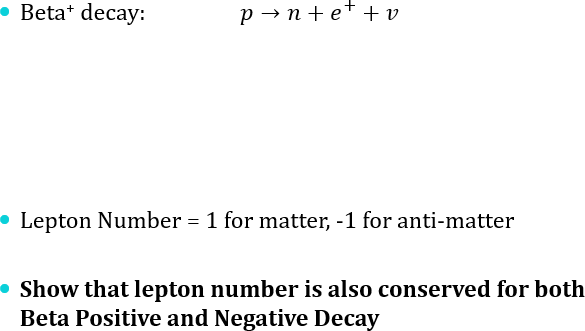 • Beta⁺ decay: p → n + e⁺ + v
• Lepton Number = 1 for matter, -1 for anti-matter
• Show that lepton number is also conserved for both
Beta Positive and Negative Decay